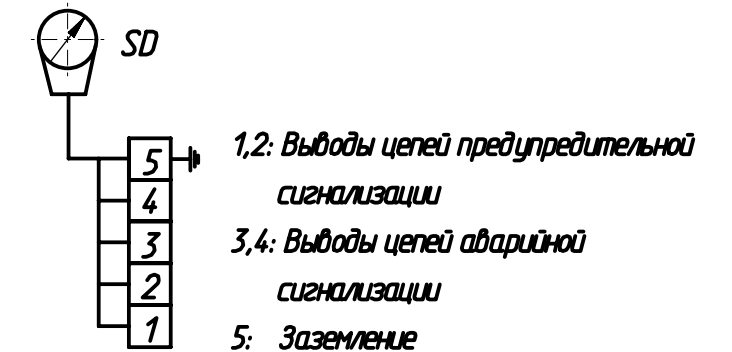 SD
1,2: Выводы цепей предупредительной
сигнализации
3,4: Выводы цепей аварийной
сигнализации
5: Заземление
5
4
3
2
1